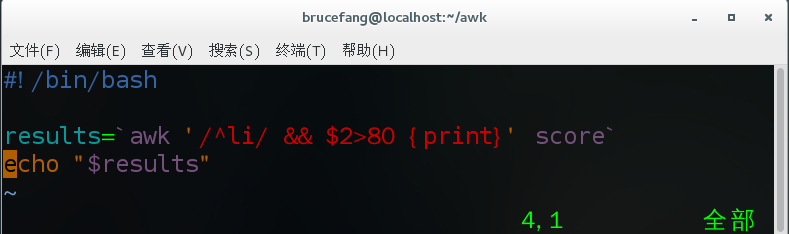 brucefang@localhost:~/awk
文件(F) 编辑(E) 查看(V) 搜索(S) 终端(T) 帮助(H)
#!/bin/bash
results=`awk '/^li/ && $2>80 {print}' score`
echo "$results"
~
4,1 全部